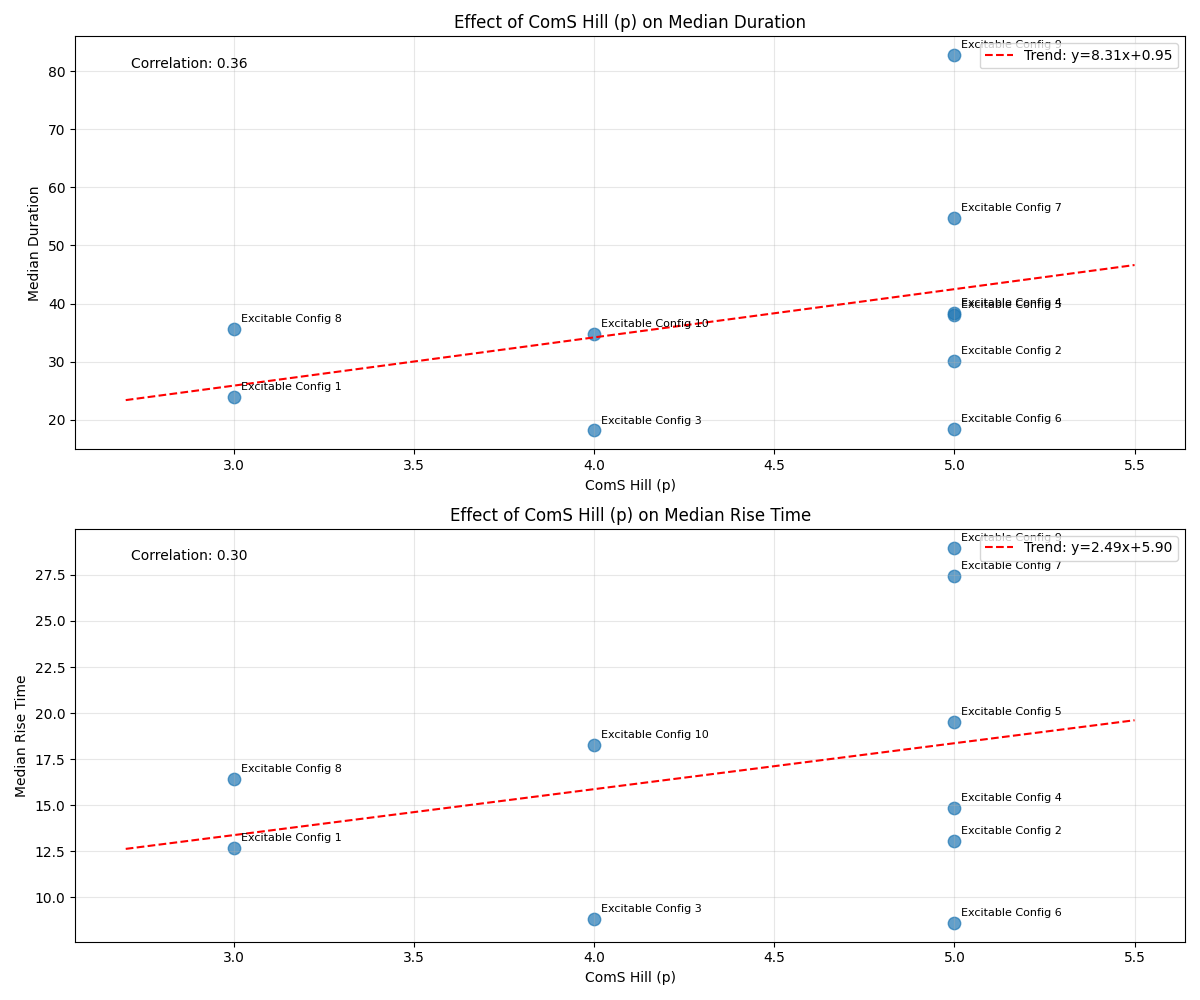 Effect of ComS Hill (p) on Median Duration
Correlation: 0.36
Excitable Config 9
Trend: y=8.31x+0.95
80
70
60
50
40
30
20
Median Duration
Excitable Config 7
Excitable Config 4
Excitable Config 5
Excitable Config 8
Excitable Config 10
Excitable Config 2
Excitable Config 1
Excitable Config 3
Excitable Config 6
3.0 3.5 4.0 4.5 5.0 5.5
ComS Hill (p)
Effect of ComS Hill (p) on Median Rise Time
Correlation: 0.30
Excitable Config 9
Trend: y=2.49x+5.90
Excitable Config 7
27.5
25.0
22.5
20.0
17.5
15.0
12.5
10.0
Median Rise Time
Excitable Config 5
Excitable Config 10
Excitable Config 8
Excitable Config 4
Excitable Config 2
Excitable Config 1
Excitable Config 3
Excitable Config 6
3.0 3.5 4.0 4.5 5.0 5.5
ComS Hill (p)